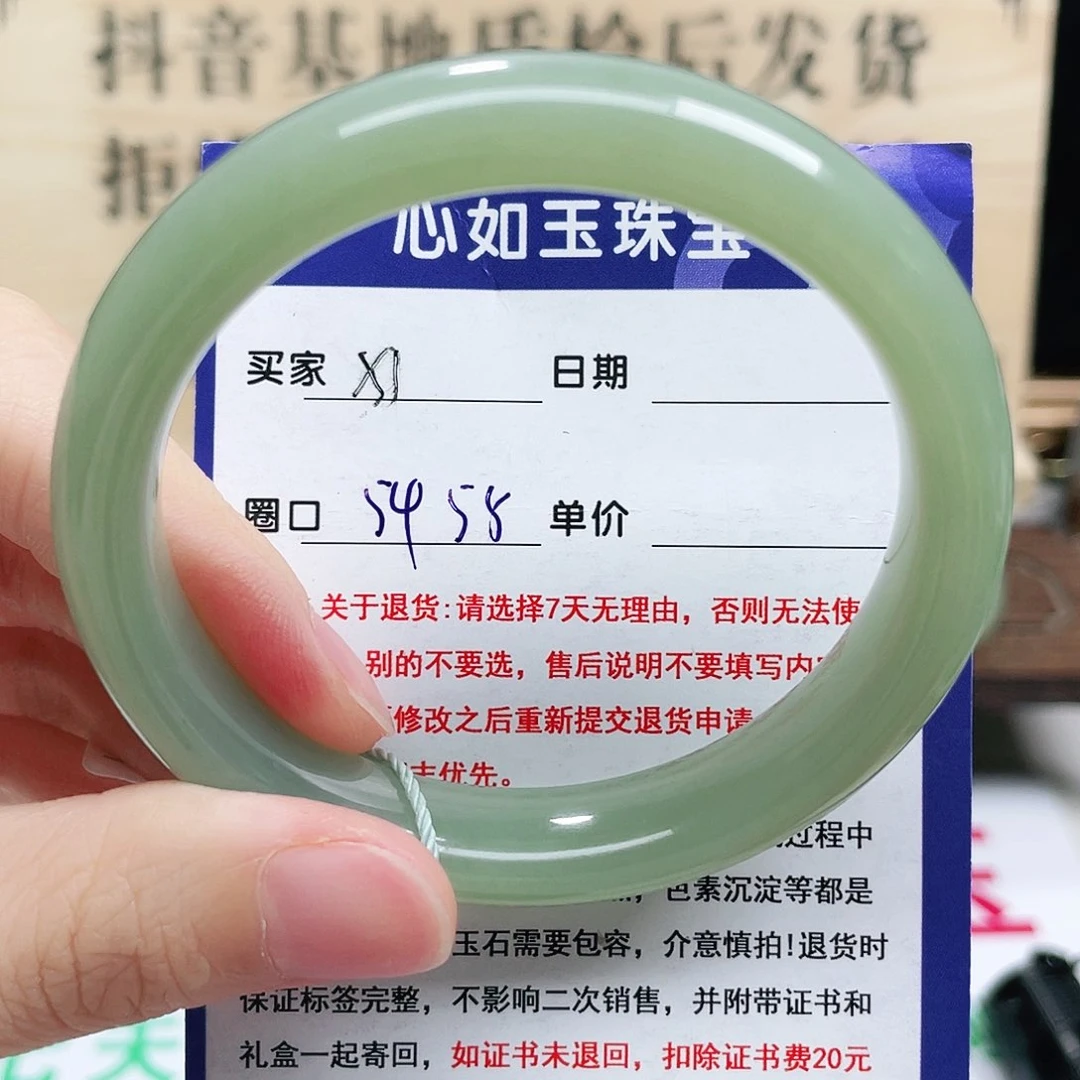 抖音基地质检后发货
拒
心如玉珠宝
买家 刘 日期
圈口 54 58 单价
关于退货:请选择7天无理由，否则无法使
别的不要选，售后说明不要填写内容
修改之后重新提交退货申请
优先。
过程中
色素沉淀等都是
玉石需要包容，介意慎拍!退货时
保证标签完整，不影响二次销售，并附带证书和
礼盒一起寄回，如证书未退回，扣除证书费20元